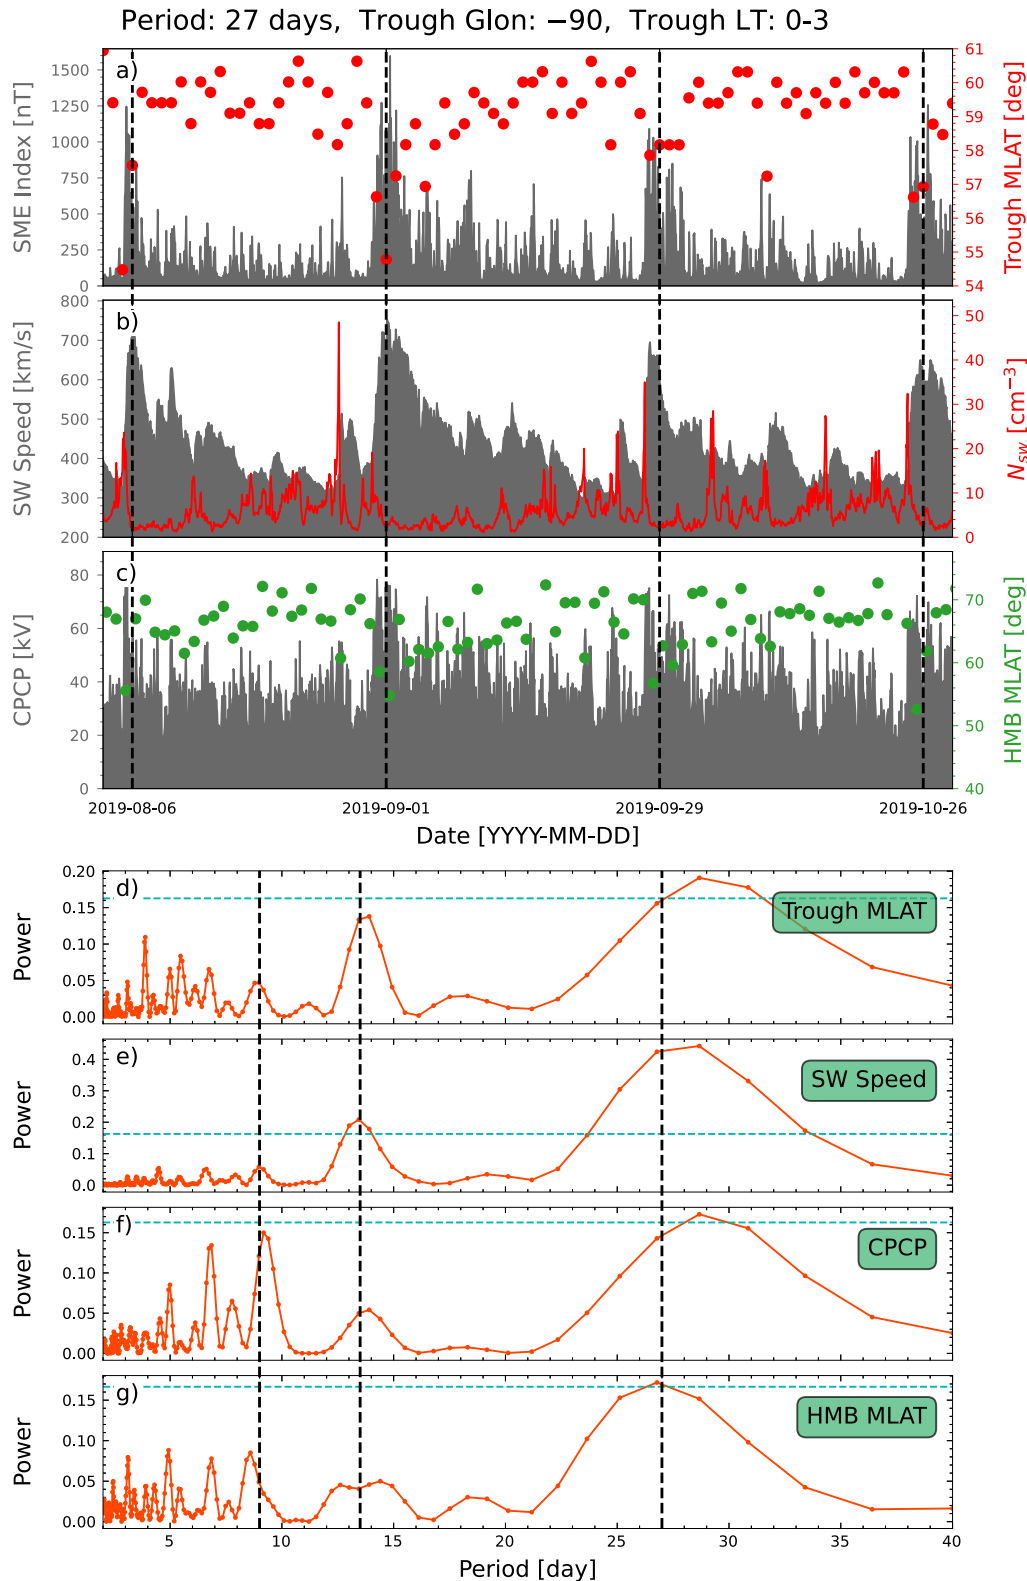 Period: 27 days, Trough Glon: −90, Trough LT: 0-3
a)
SME Index [nT]
1500
1250
1000
750
500
250
0
61
60
59
58
57
56
55
54
Trough MLAT [deg]
b)
SW Speed [km/s]
800
700
600
500
400
300
200
50
40
30
20
10
0
N_sw [cm⁻³]
c)
CPCP [kV]
80
60
40
20
0
70
60
50
40
HMB MLAT [deg]
2019-08-06 2019-09-01 2019-09-29 2019-10-26
Date [YYYY-MM-DD]
d)
Power
0.20
0.15
0.10
0.05
0.00
Trough MLAT
e)
Power
0.4
0.3
0.2
0.1
0.0
SW Speed
f)
Power
0.15
0.10
0.05
0.00
CPCP
g)
Power
0.15
0.10
0.05
0.00
HMB MLAT
5 10 15 20 25 30 35 40
Period [day]